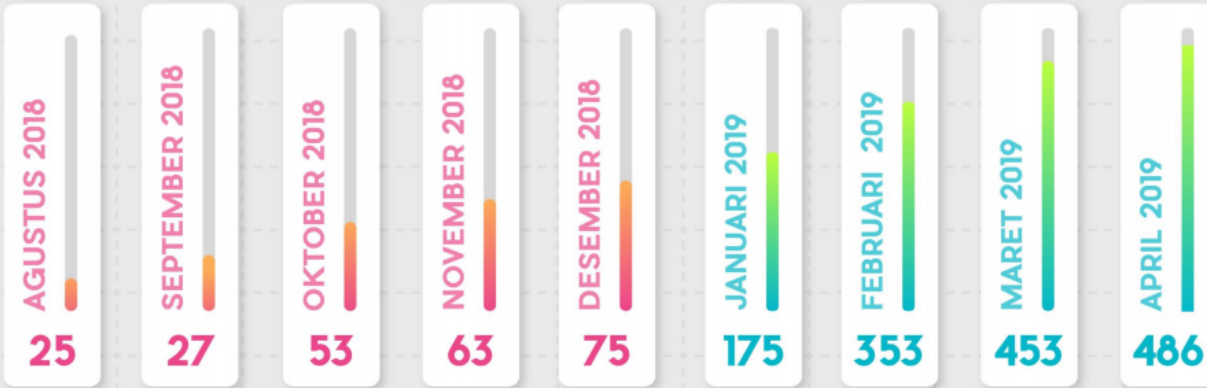 AGUSTUS 2018
25
SEPTEMBER 2018
27
OKTOBER 2018
53
NOVEMBER 2018
63
DESEMBER 2018
75
JANUARI 2019
175
FEBRUARI 2019
353
MARET 2019
453
APRIL 2019
486